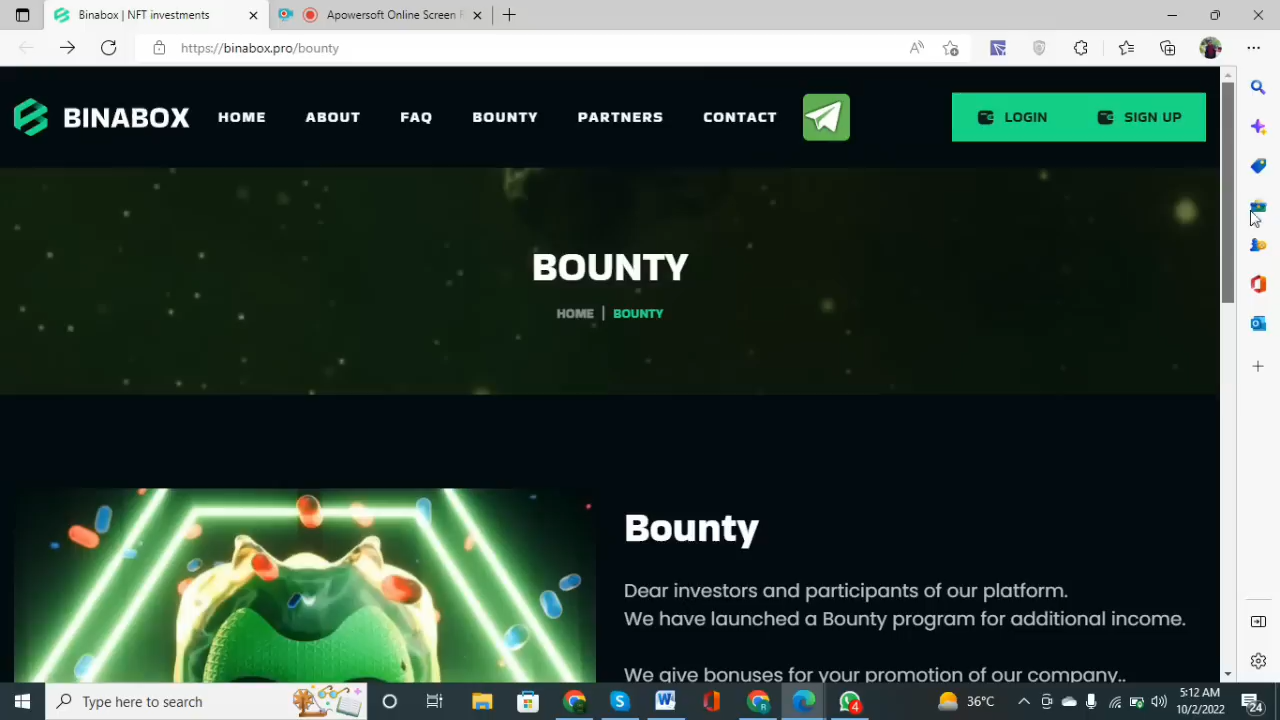 Binabox | NFT investments
Apowersoft Online Screen R
https://binabox.pro/bounty
BINABOX
HOME
ABOUT
FAQ
BOUNTY
PARTNERS
CONTACT
LOGIN
SIGN UP
BOUNTY
HOME | BOUNTY
Bounty
Dear investors and participants of our platform.
We have launched a Bounty program for additional income.
We give bonuses for your promotion of our company..
Type here to search
4
36°C
5:12 AM
10/2/2022
24